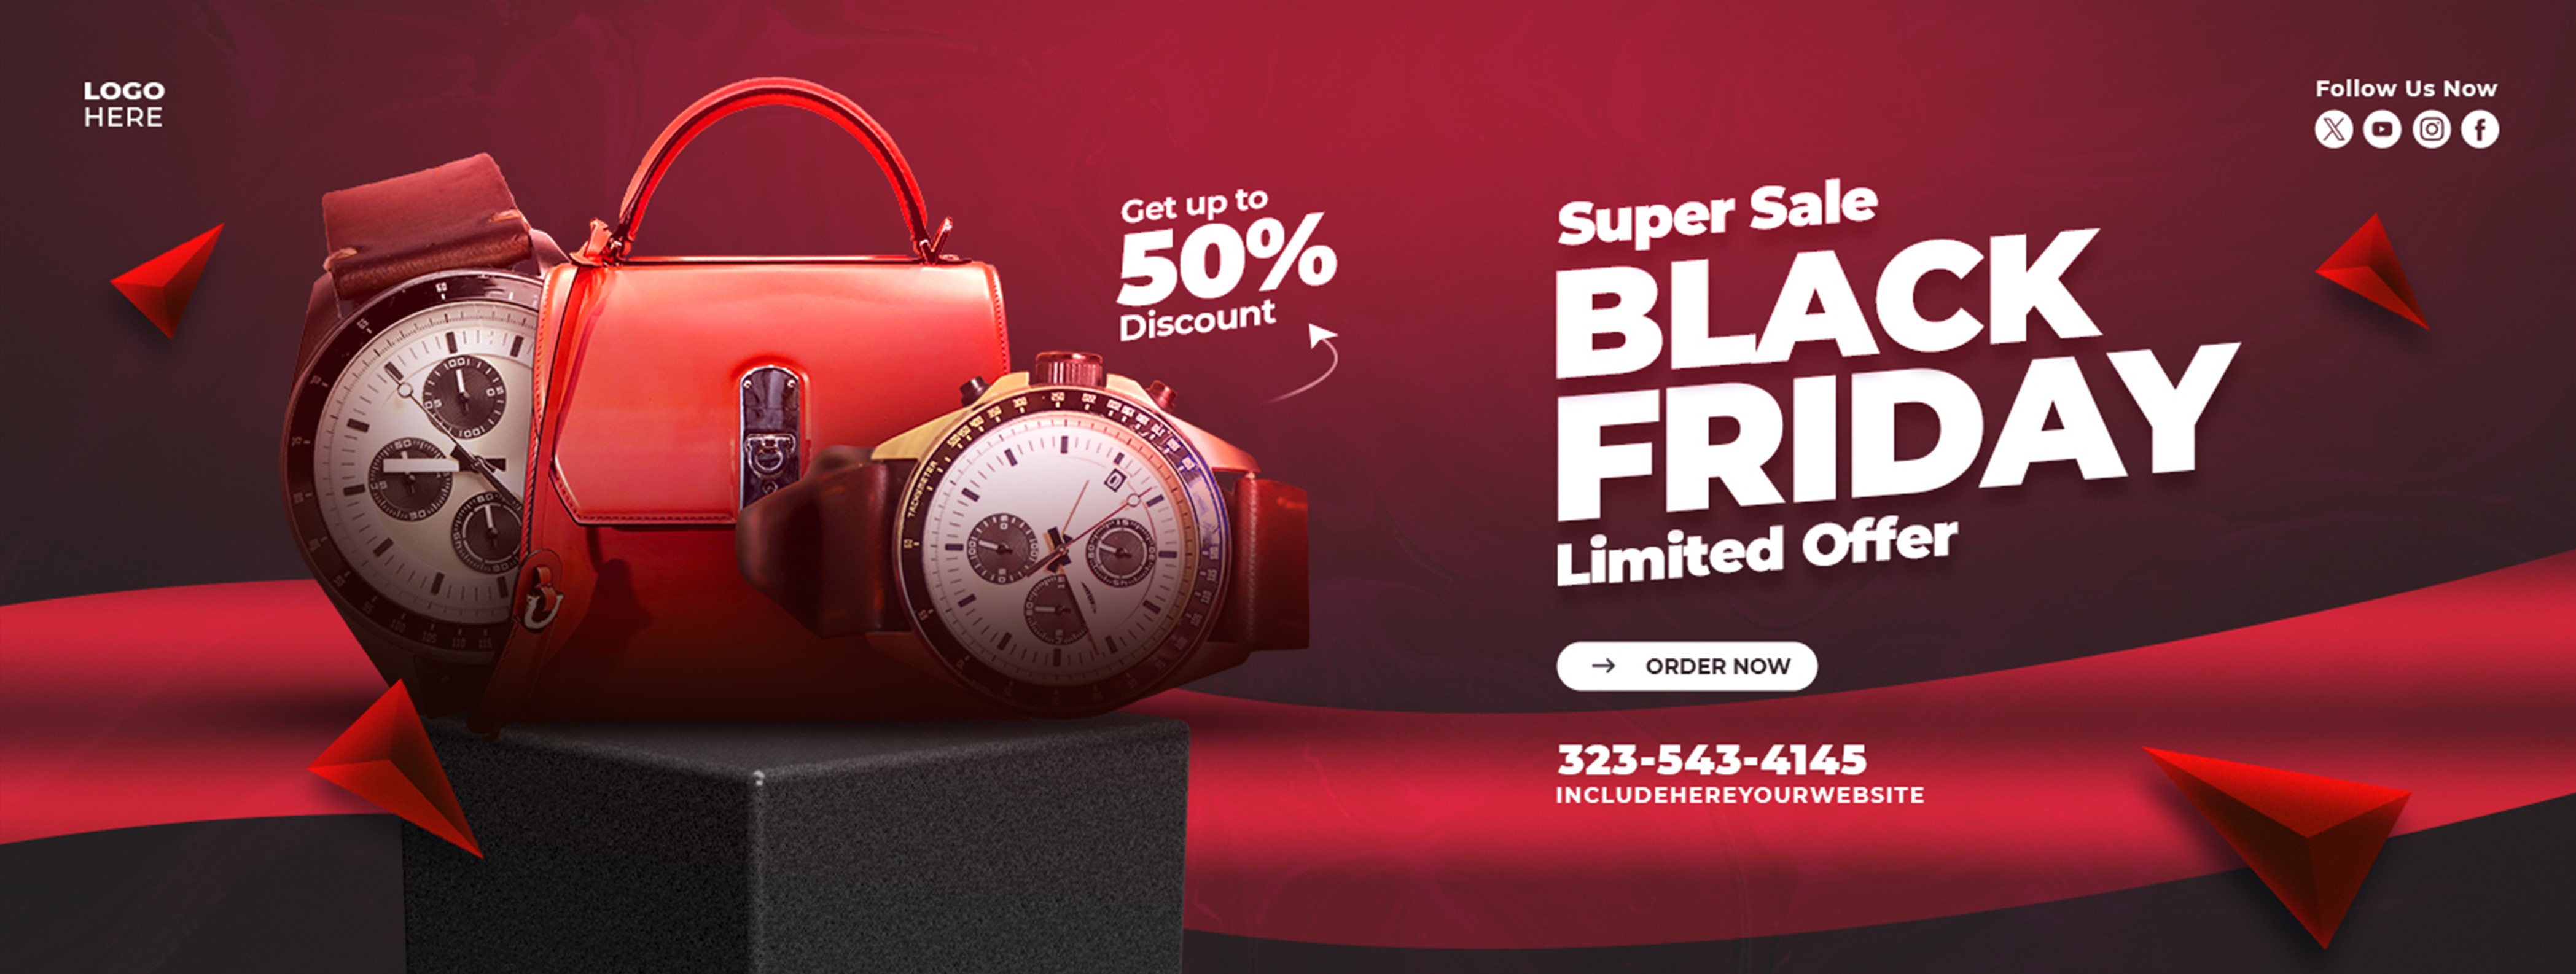 LOGO
HERE
Follow Us Now
Get up to
50%
Discount
Super Sale
BLACK
FRIDAY
Limited Offer
ORDER NOW
323-543-4145
INCLUDEHEREYOURWEBSITE
TACHYMETER